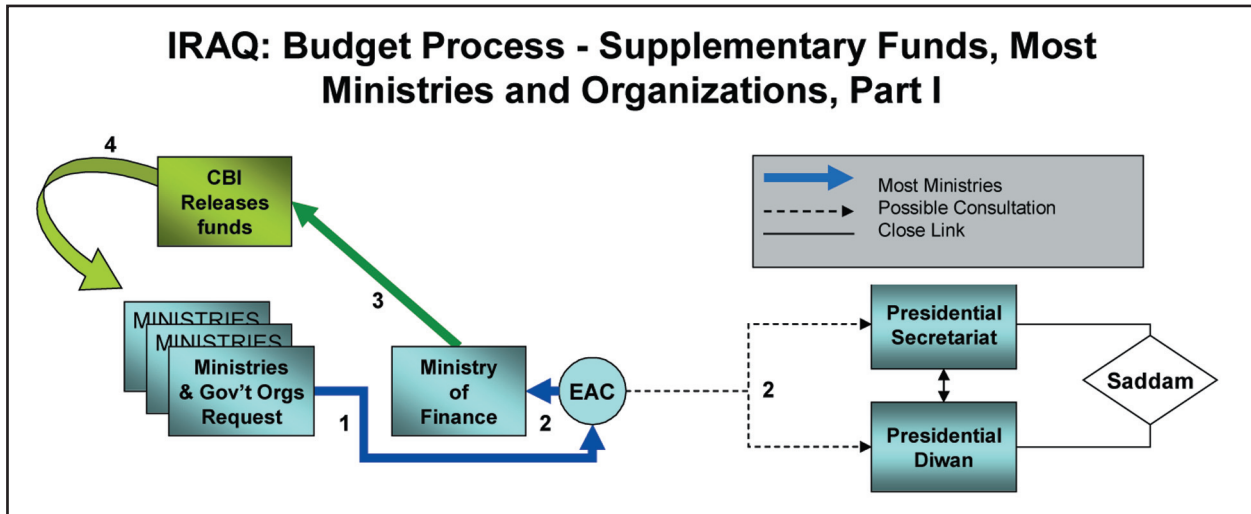 IRAQ: Budget Process - Supplementary Funds, Most
Ministries and Organizations, Part I
4
CBI
Releases
funds
Most Ministries
Possible Consultation
Close Link
3
MINISTRIES
MINISTRIES
Ministries
& Gov't Orgs
Request
1
Ministry
of
Finance
2
EAC
2
Presidential
Secretariat
Saddam
Presidential
Diwan